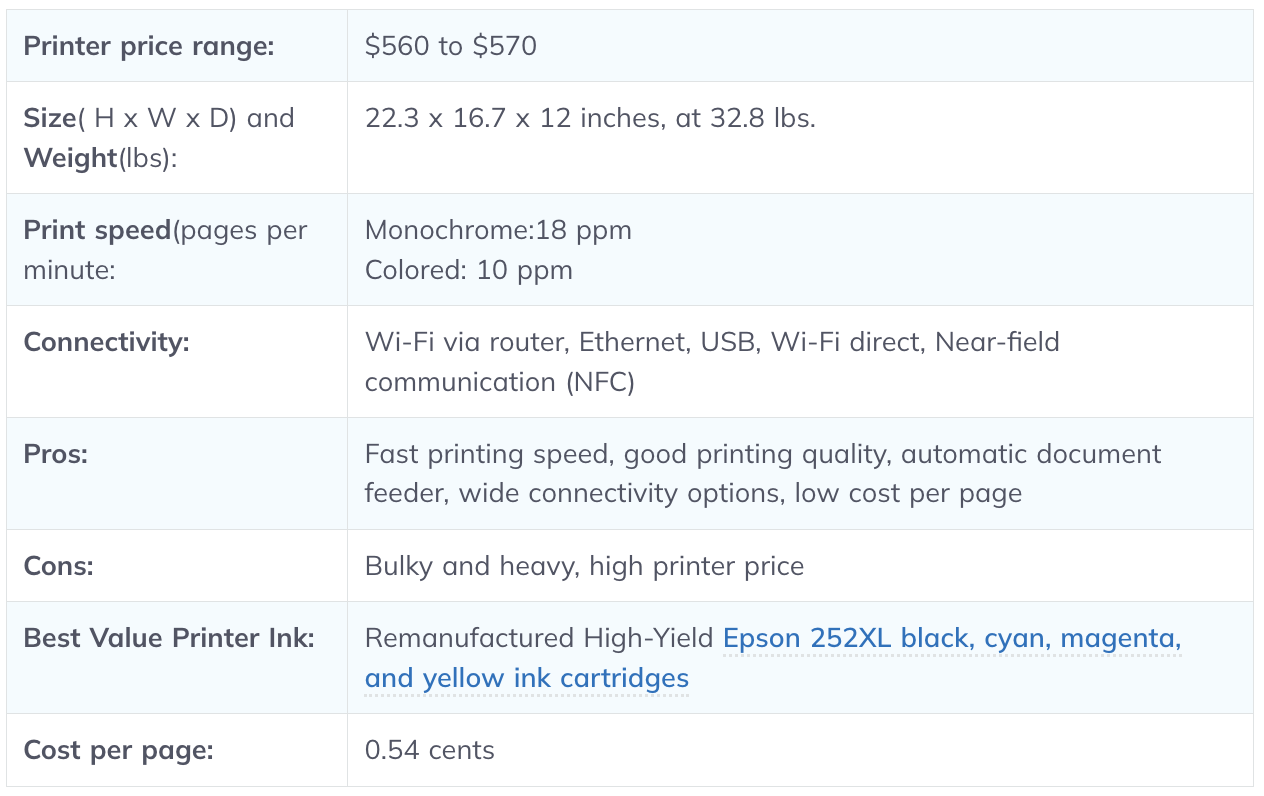 Printer price range: $560 to $570
Size( H x W x D) and 22.3 x 16.7 x 12 inches, at 32.8 lbs.
Weight(lbs):
Print speed(pages per Monochrome:18 ppm
minute: Colored: 10 ppm
Connectivity: Wi-Fi via router, Ethernet, USB, Wi-Fi direct, Near-field
communication (NFC)
Pros: Fast printing speed, good printing quality, automatic document
feeder, wide connectivity options, low cost per page
Cons: Bulky and heavy, high printer price
Best Value Printer Ink: Remanufactured High-Yield Epson 252XL black, cyan, magenta,
and yellow ink cartridges
Cost per page: 0.54 cents